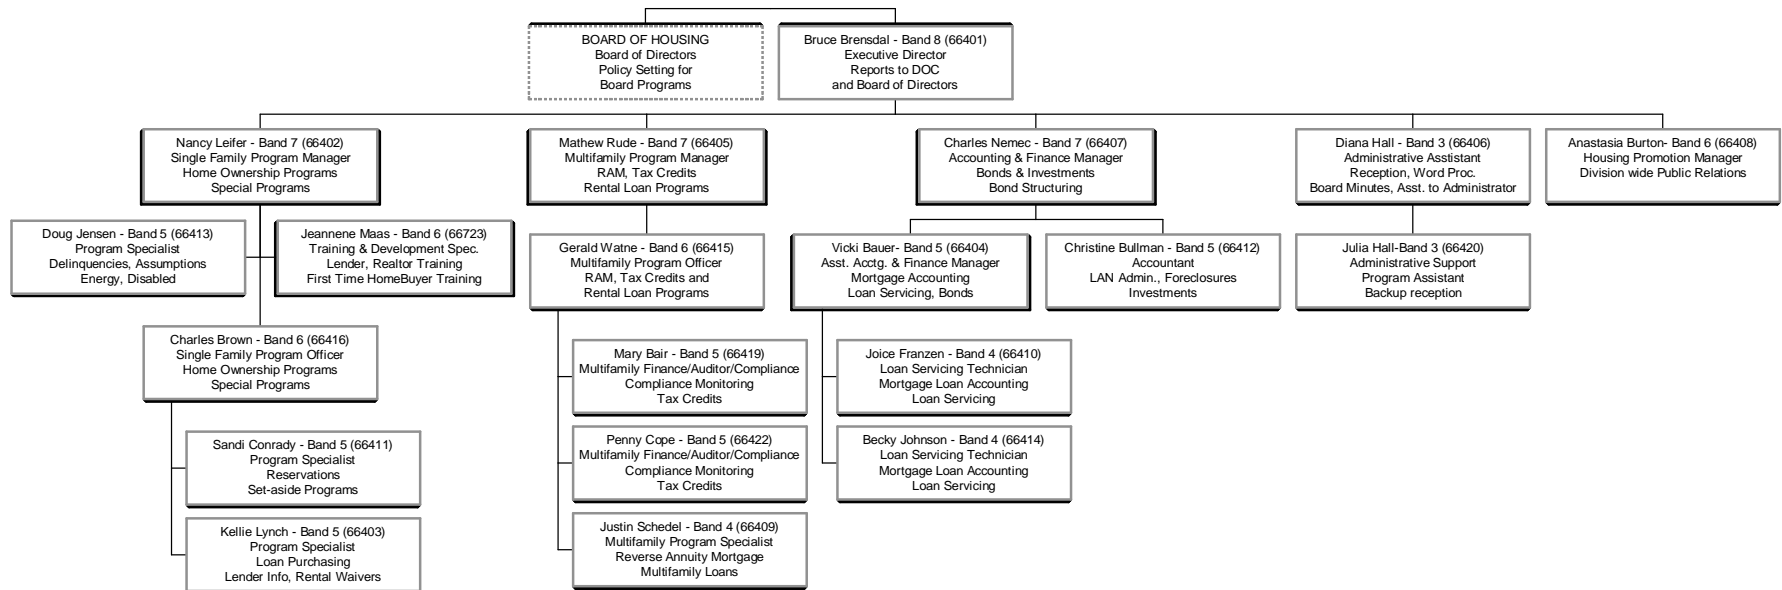 BOARD OF HOUSING
Board of Directors
Policy Setting for
Board Programs
Bruce Brensdal - Band 8 (66401)
Executive Director
Reports to DOC
and Board of Directors
Nancy Leifer - Band 7 (66402)
Single Family Program Manager
Home Ownership Programs
Special Programs
Mathew Rude - Band 7 (66405)
Multifamily Program Manager
RAM, Tax Credits
Rental Loan Programs
Charles Nemec - Band 7 (66407)
Accounting & Finance Manager
Bonds & Investments
Bond Structuring
Diana Hall - Band 3 (66406)
Administrative Asstistant
Reception, Word Proc.
Board Minutes, Asst. to Administrator
Anastasia Burton- Band 6 (66408)
Housing Promotion Manager
Division wide Public Relations
Doug Jensen - Band 5 (66413)
Program Specialist
Delinquencies, Assumptions
Energy, Disabled
Jeannene Maas - Band 6 (66723)
Training & Development Spec.
Lender, Realtor Training
First Time HomeBuyer Training
Gerald Watne - Band 6 (66415)
Multifamily Program Officer
RAM, Tax Credits and
Rental Loan Programs
Vicki Bauer- Band 5 (66404)
Asst. Acctg. & Finance Manager
Mortgage Accounting
Loan Servicing, Bonds
Christine Bullman - Band 5 (66412)
Accountant
LAN Admin., Foreclosures
Investments
Julia Hall-Band 3 (66420)
Administrative Support
Program Assistant
Backup reception
Charles Brown - Band 6 (66416)
Single Family Program Officer
Home Ownership Programs
Special Programs
Mary Bair - Band 5 (66419)
Multifamily Finance/Auditor/Compliance
Compliance Monitoring
Tax Credits
Joice Franzen - Band 4 (66410)
Loan Servicing Technician
Mortgage Loan Accounting
Loan Servicing
Sandi Conrady - Band 5 (66411)
Program Specialist
Reservations
Set-aside Programs
Penny Cope - Band 5 (66422)
Multifamily Finance/Auditor/Compliance
Compliance Monitoring
Tax Credits
Becky Johnson - Band 4 (66414)
Loan Servicing Technician
Mortgage Loan Accounting
Loan Servicing
Kellie Lynch - Band 5 (66403)
Program Specialist
Loan Purchasing
Lender Info, Rental Waivers
Justin Schedel - Band 4 (66409)
Multifamily Program Specialist
Reverse Annuity Mortgage
Multifamily Loans